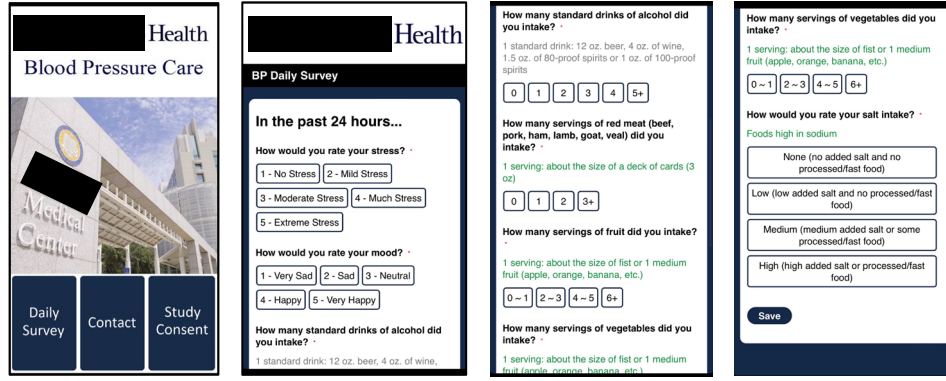 Health
Blood Pressure Care
Medical
Center
Daily
Survey
Contact
Study
Consent
Health
BP Daily Survey
In the past 24 hours...
How would you rate your stress? *
1 - No Stress
2 - Mild Stress
3 - Moderate Stress
4 - Much Stress
5 - Extreme Stress
How would you rate your mood? *
1 - Very Sad
2 - Sad
3 - Neutral
4 - Happy
5 - Very Happy
How many standard drinks of alcohol did
you intake? *
1 standard drink: 12 oz. beer, 4 oz. of wine,
How many standard drinks of alcohol did
you intake? *
1 standard drink: 12 oz. beer, 4 oz. of wine,
1.5 oz. of 80-proof spirits or 1 oz. of 100-proof
spirits
0
1
2
3
4
5+
How many servings of red meat (beef,
pork, ham, lamb, goat, veal) did you
intake? *
1 serving: about the size of a deck of cards (3
oz)
0
1
2
3+
How many servings of fruit did you intake?
*
1 serving: about the size of fist or 1 medium
fruit (apple, orange, banana, etc.)
0 ~ 1
2 ~ 3
4 ~ 5
6+
How many servings of vegetables did you
intake? *
1 serving: about the size of fist or 1 medium
fruit (apple, orange, banana, etc.)
How many servings of vegetables did you
intake? *
1 serving: about the size of fist or 1 medium
fruit (apple, orange, banana, etc.)
0 ~ 1
2 ~ 3
4 ~ 5
6+
How would you rate your salt intake? *
Foods high in sodium
None (no added salt and no
processed/fast food)
Low (low added salt and no processed/fast
food)
Medium (medium added salt or some
processed/fast food)
High (high added salt or processed/fast
food)
Save